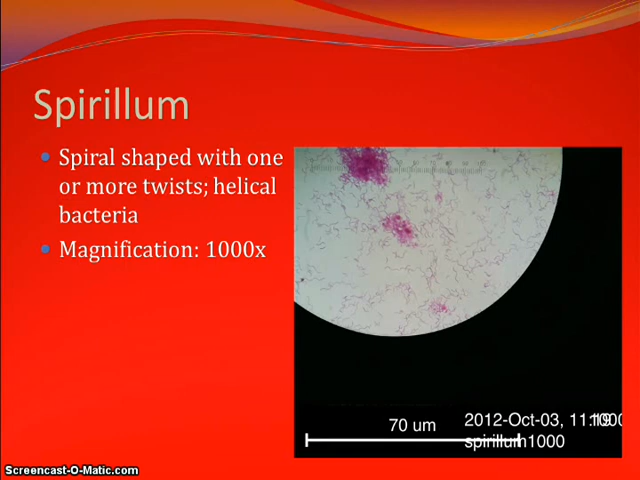 Spirillum
• Spiral shaped with one
or more twists; helical
bacteria
• Magnification: 1000x
70 um
2012-Oct-03,
spirillum1000
Screencast-O-Matic.com